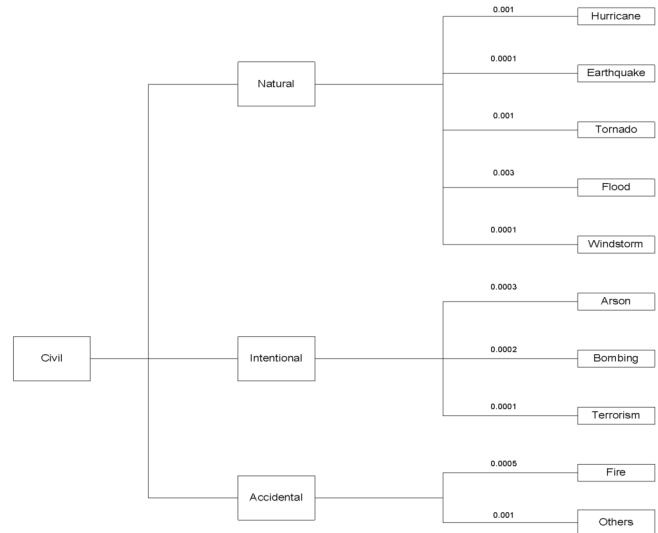 0.001
Hurricane
0.0001
Earthquake
Natural
0.001
Tornado
0.003
Flood
0.0001
Windstorm
0.0003
Arson
Civil
Intentional
0.0002
Bombing
0.0001
Terrorism
0.0005
Fire
Accidental
0.001
Others